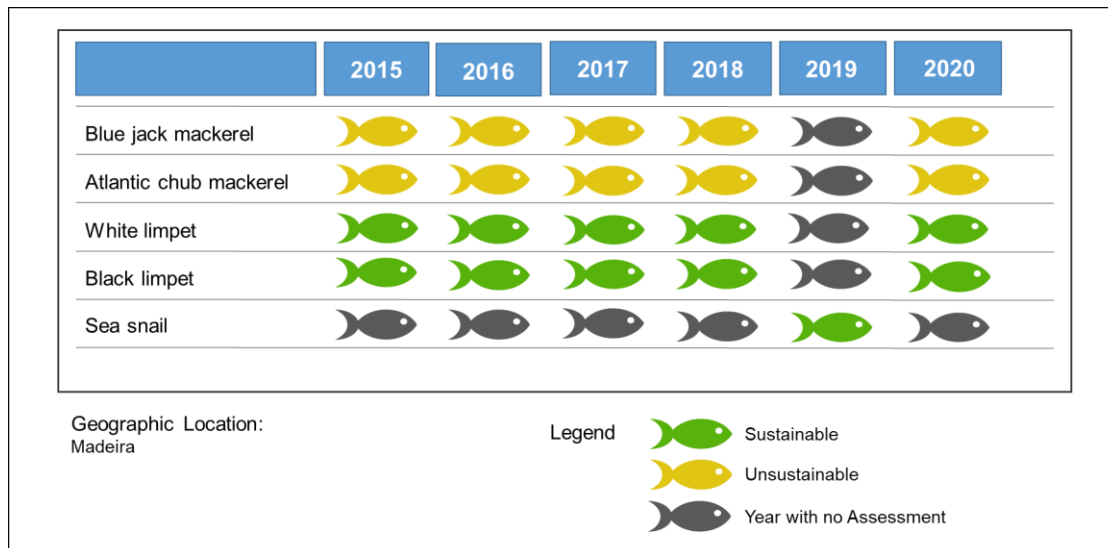 2015 2016 2017 2018 2019 2020
Blue jack mackerel
Atlantic chub mackerel
White limpet
Black limpet
Sea snail
Geographic Location:
Madeira
Legend
Sustainable
Unsustainable
Year with no Assessment